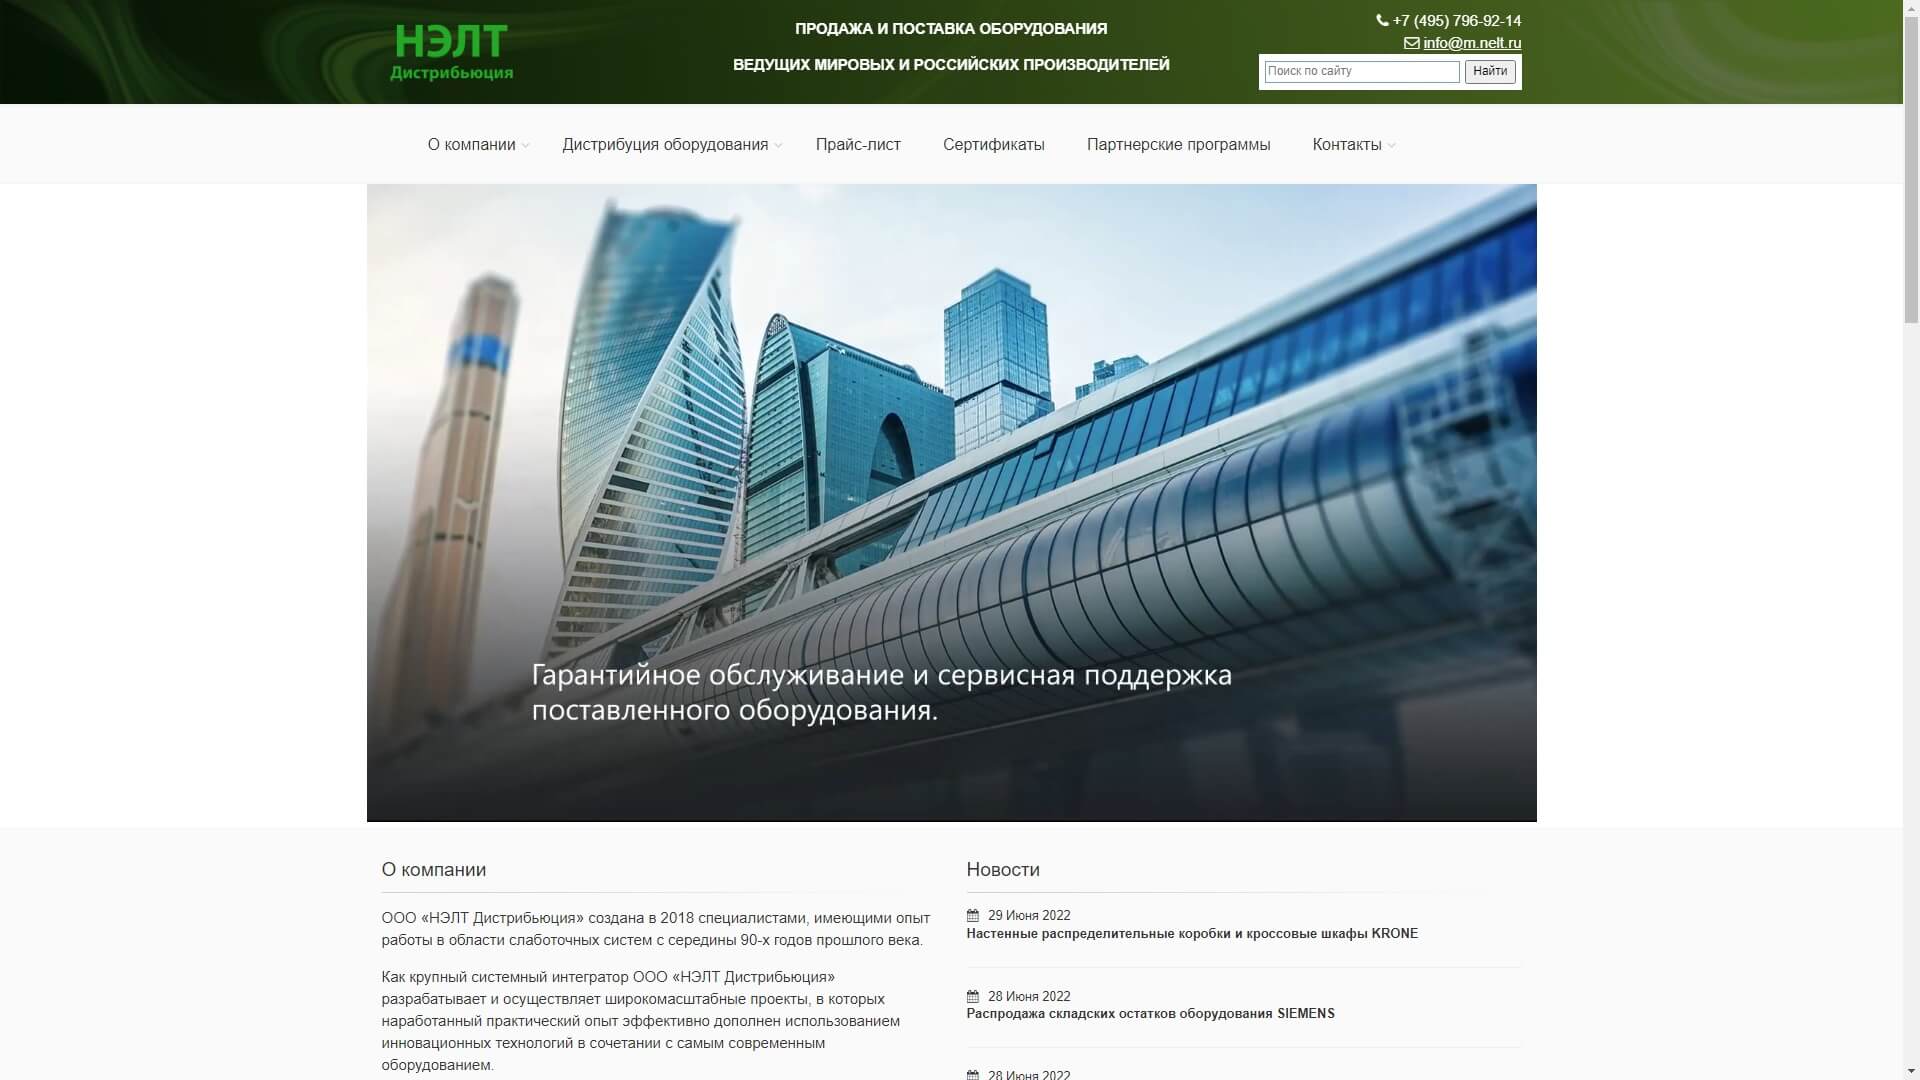 НЭЛТ
Дистрибьюция
ПРОДАЖА И ПОСТАВКА ОБОРУДОВАНИЯ
ВЕДУЩИХ МИРОВЫХ И РОССИЙСКИХ ПРОИЗВОДИТЕЛЕЙ
+7 (495) 796-92-14
info@m.nelt.ru
Поиск по сайту Найти
О компании Дистрибуция оборудования Прайс-лист Сертификаты Партнерские программы Контакты
Гарантийное обслуживание и сервисная поддержка
поставленного оборудования.
О компании
ООО «НЭЛТ Дистрибьюция» создана в 2018 специалистами, имеющими опыт
работы в области слаботочных систем с середины 90-х годов прошлого века.
Как крупный системный интегратор ООО «НЭЛТ Дистрибьюция»
разрабатывает и осуществляет широкомасштабные проекты, в которых
наработанный практический опыт эффективно дополнен использованием
инновационных технологий в сочетании с самым современным
оборудованием.
Новости
29 Июня 2022
Настенные распределительные коробки и кроссовые шкафы KRONE
28 Июня 2022
Распродажа складских остатков оборудования SIEMENS
28 Июня 2022